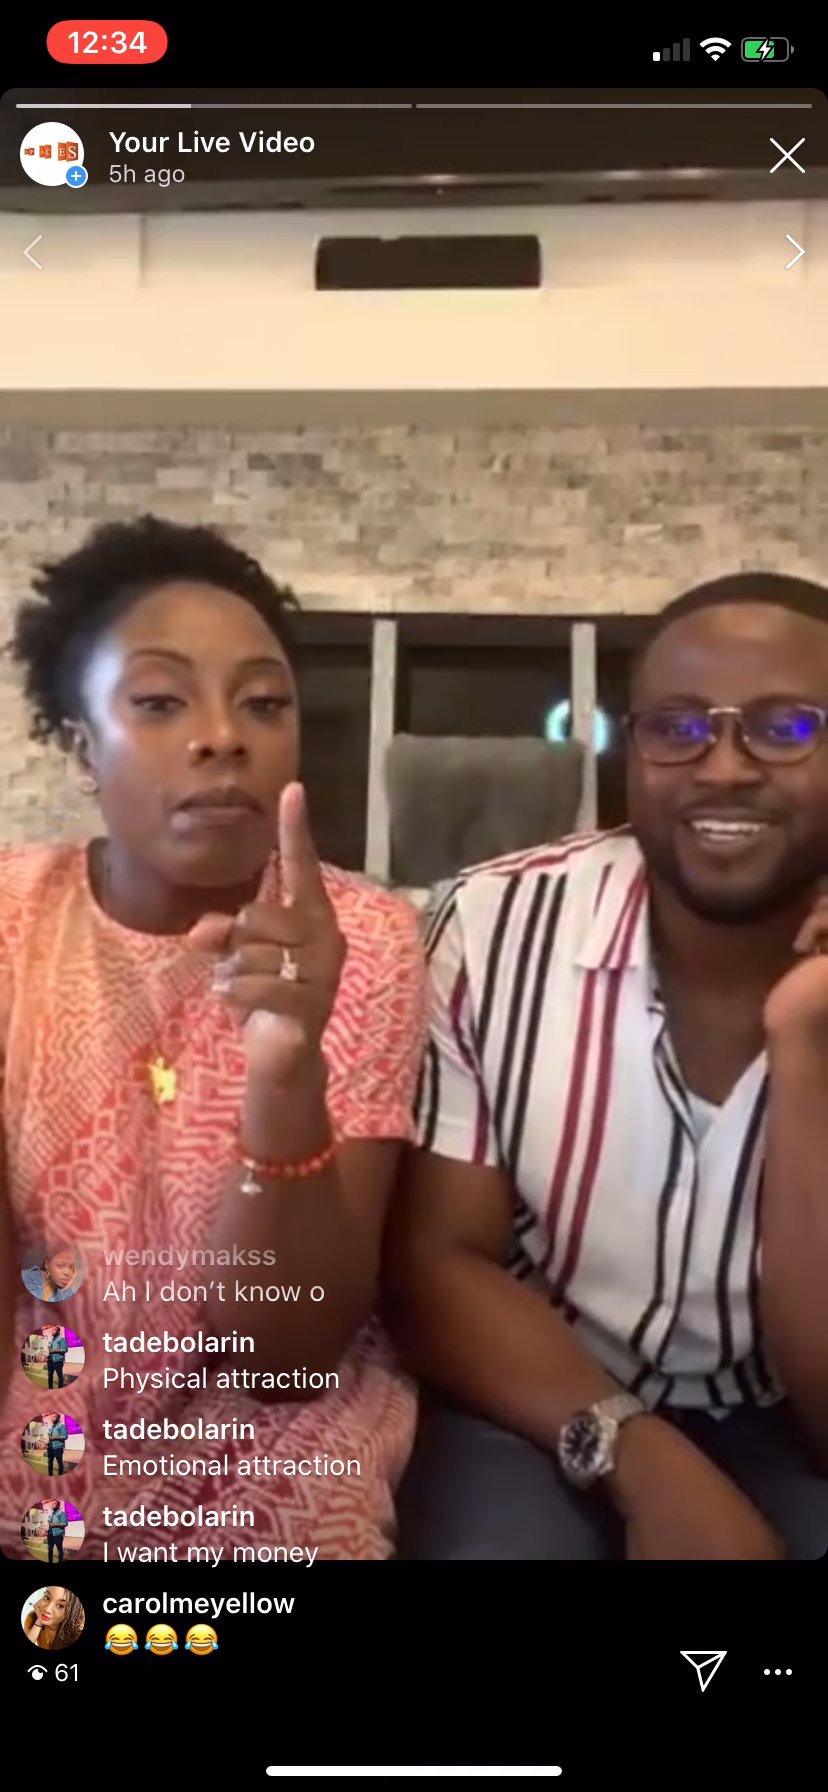 12:34
Your Live Video
5h ago
wendymakss
Ah I don't know o
tadebolarin
Physical attraction
tadebolarin
Emotional attraction
tadebolarin
I want my money
carolmeyellow
😂😂😂
61